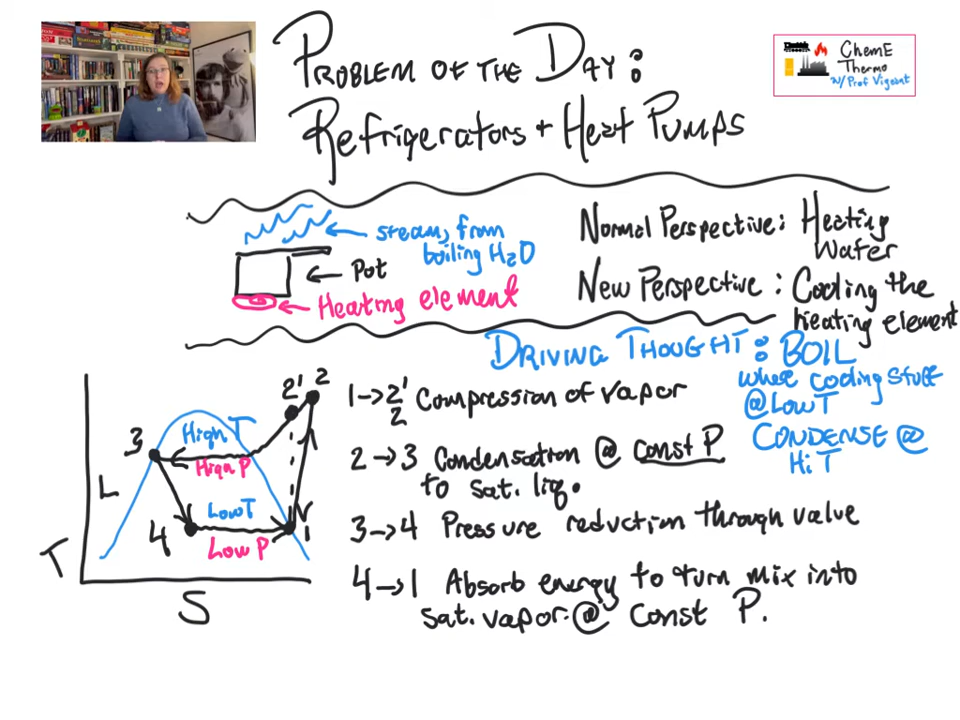 PROBLEM OF THE DAY:
Refrigerators + Heat Pumps
ChemE
Thermo
w/ Prof Vigeant
steam, from
boiling H2O
Pot
Heating element
Normal Perspective: Heating
Water
New Perspective: Cooling the
heating element
DRIVING THOUGHT: BOIL
where cooling stuff
@ Low T
CONDENSE @
Hi T
1→2' Compression of vapor
2
2→3 Condensation @ const P
to sat. liq.
3→4 Pressure reduction through valve
4→1 Absorb energy to turn mix into
sat. vapor @ Const P.
2' 2
3
High T
High P
L
V
Low T
4
1
Low P
T
S